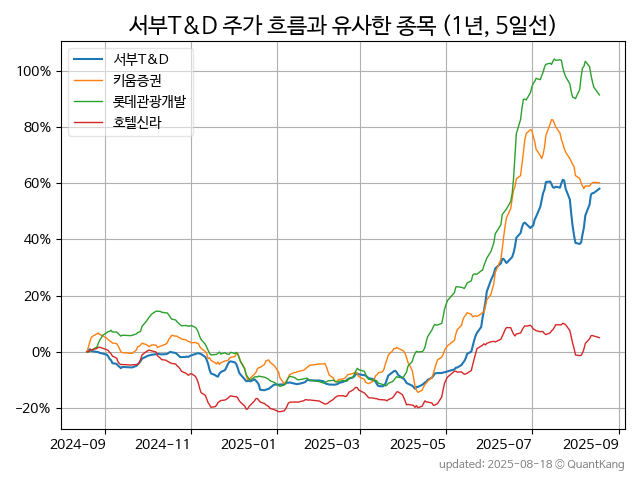 서부T&D 주가 흐름과 유사한 종목 (1년, 5일선)
서부T&D
키움증권
롯데관광개발
호텔신라
100%
80%
60%
40%
20%
0%
−20%
2024-09 2024-11 2025-01 2025-03 2025-05 2025-07 2025-09
updated: 2025-08-18 © QuantKang